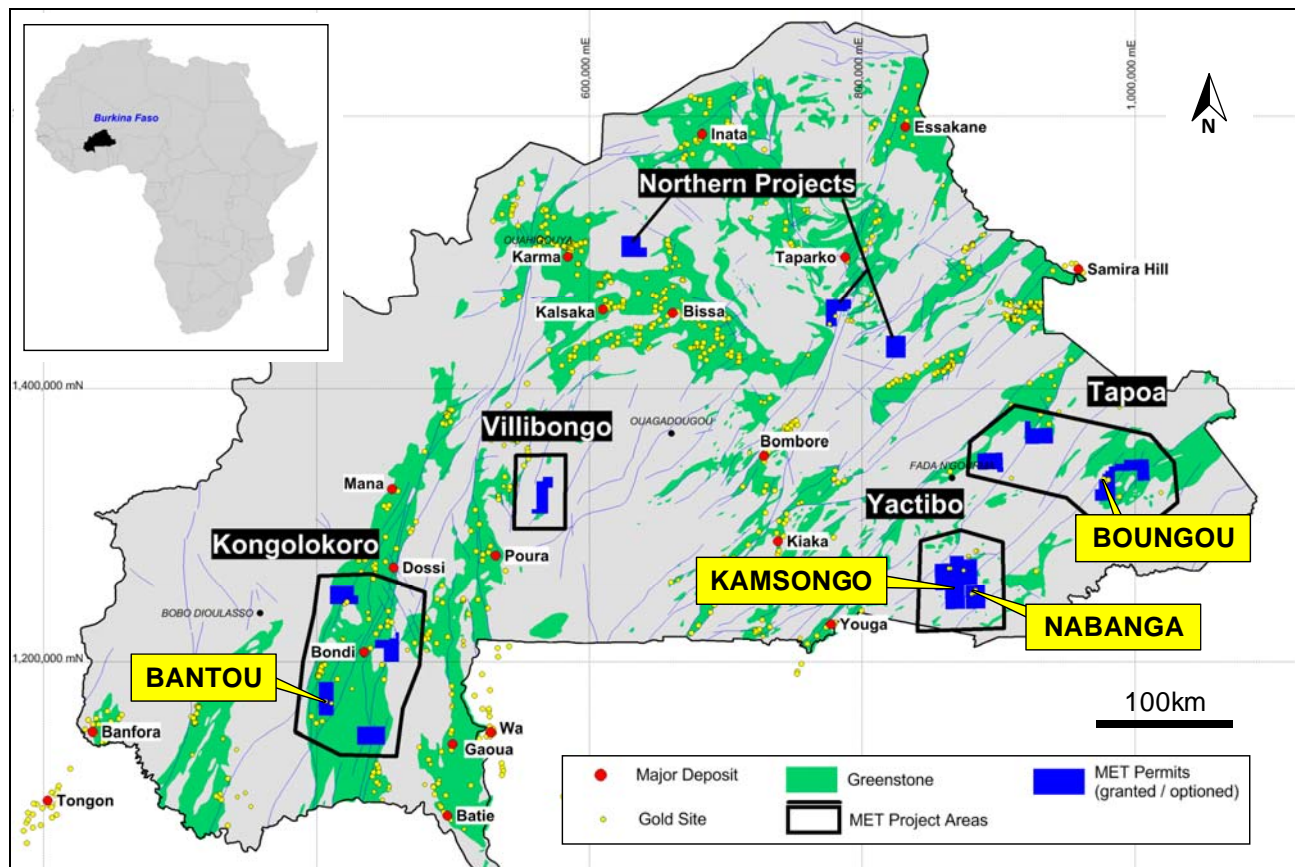 Burkina Faso
600,000 mE
800,000 mE
1,000,000 mE
N
Inata
Essakane
Northern Projects
OUAHIGOUYA
Karma
Taparko
Samira Hill
Kalsaka
Bissa
1,400,000 mN
Tapoa
Villibongo
OUAGADOUGOU
Bombore
FADA N'GOURMA
Mana
Yactibo
BOUNGOU
Kongolokoro
Poura
Kiaka
Dossi
KAMSONGO
BOBO DIOULASSO
NABANGA
Youga
Bondi
1,200,000 mN
BANTOU
100km
Banfora
Wa
Gaoua
Tongon
Batie
Major Deposit
Greenstone
MET Permits
(granted / optioned)
Gold Site
MET Project Areas